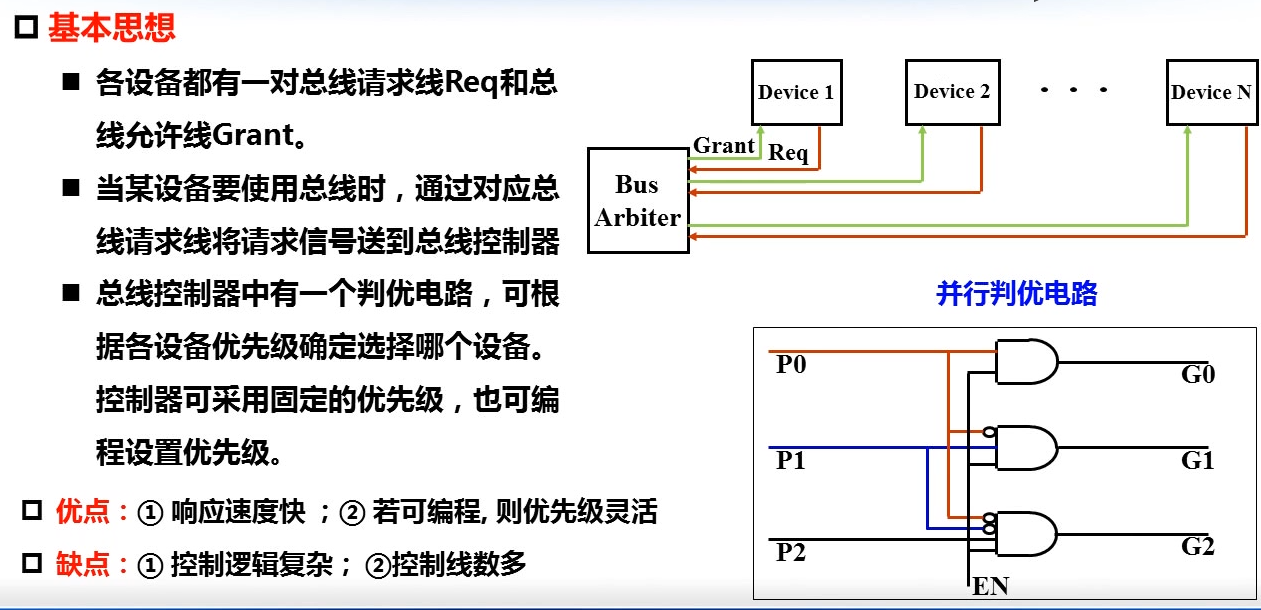 基本思想
各设备都有一对总线请求线Req和总
线允许线Grant。
当某设备要使用总线时，通过对应总
线请求线将请求信号送到总线控制器
总线控制器中有一个判优电路，可根
据各设备优先级确定选择哪个设备。
控制器可采用固定的优先级，也可编
程设置优先级。
优点：① 响应速度快 ；② 若可编程, 则优先级灵活
缺点：① 控制逻辑复杂； ②控制线数多
Device 1
Device 2
· · ·
Device N
Grant
Req
Bus
Arbiter
并行判优电路
P0
G0
P1
G1
P2
G2
EN